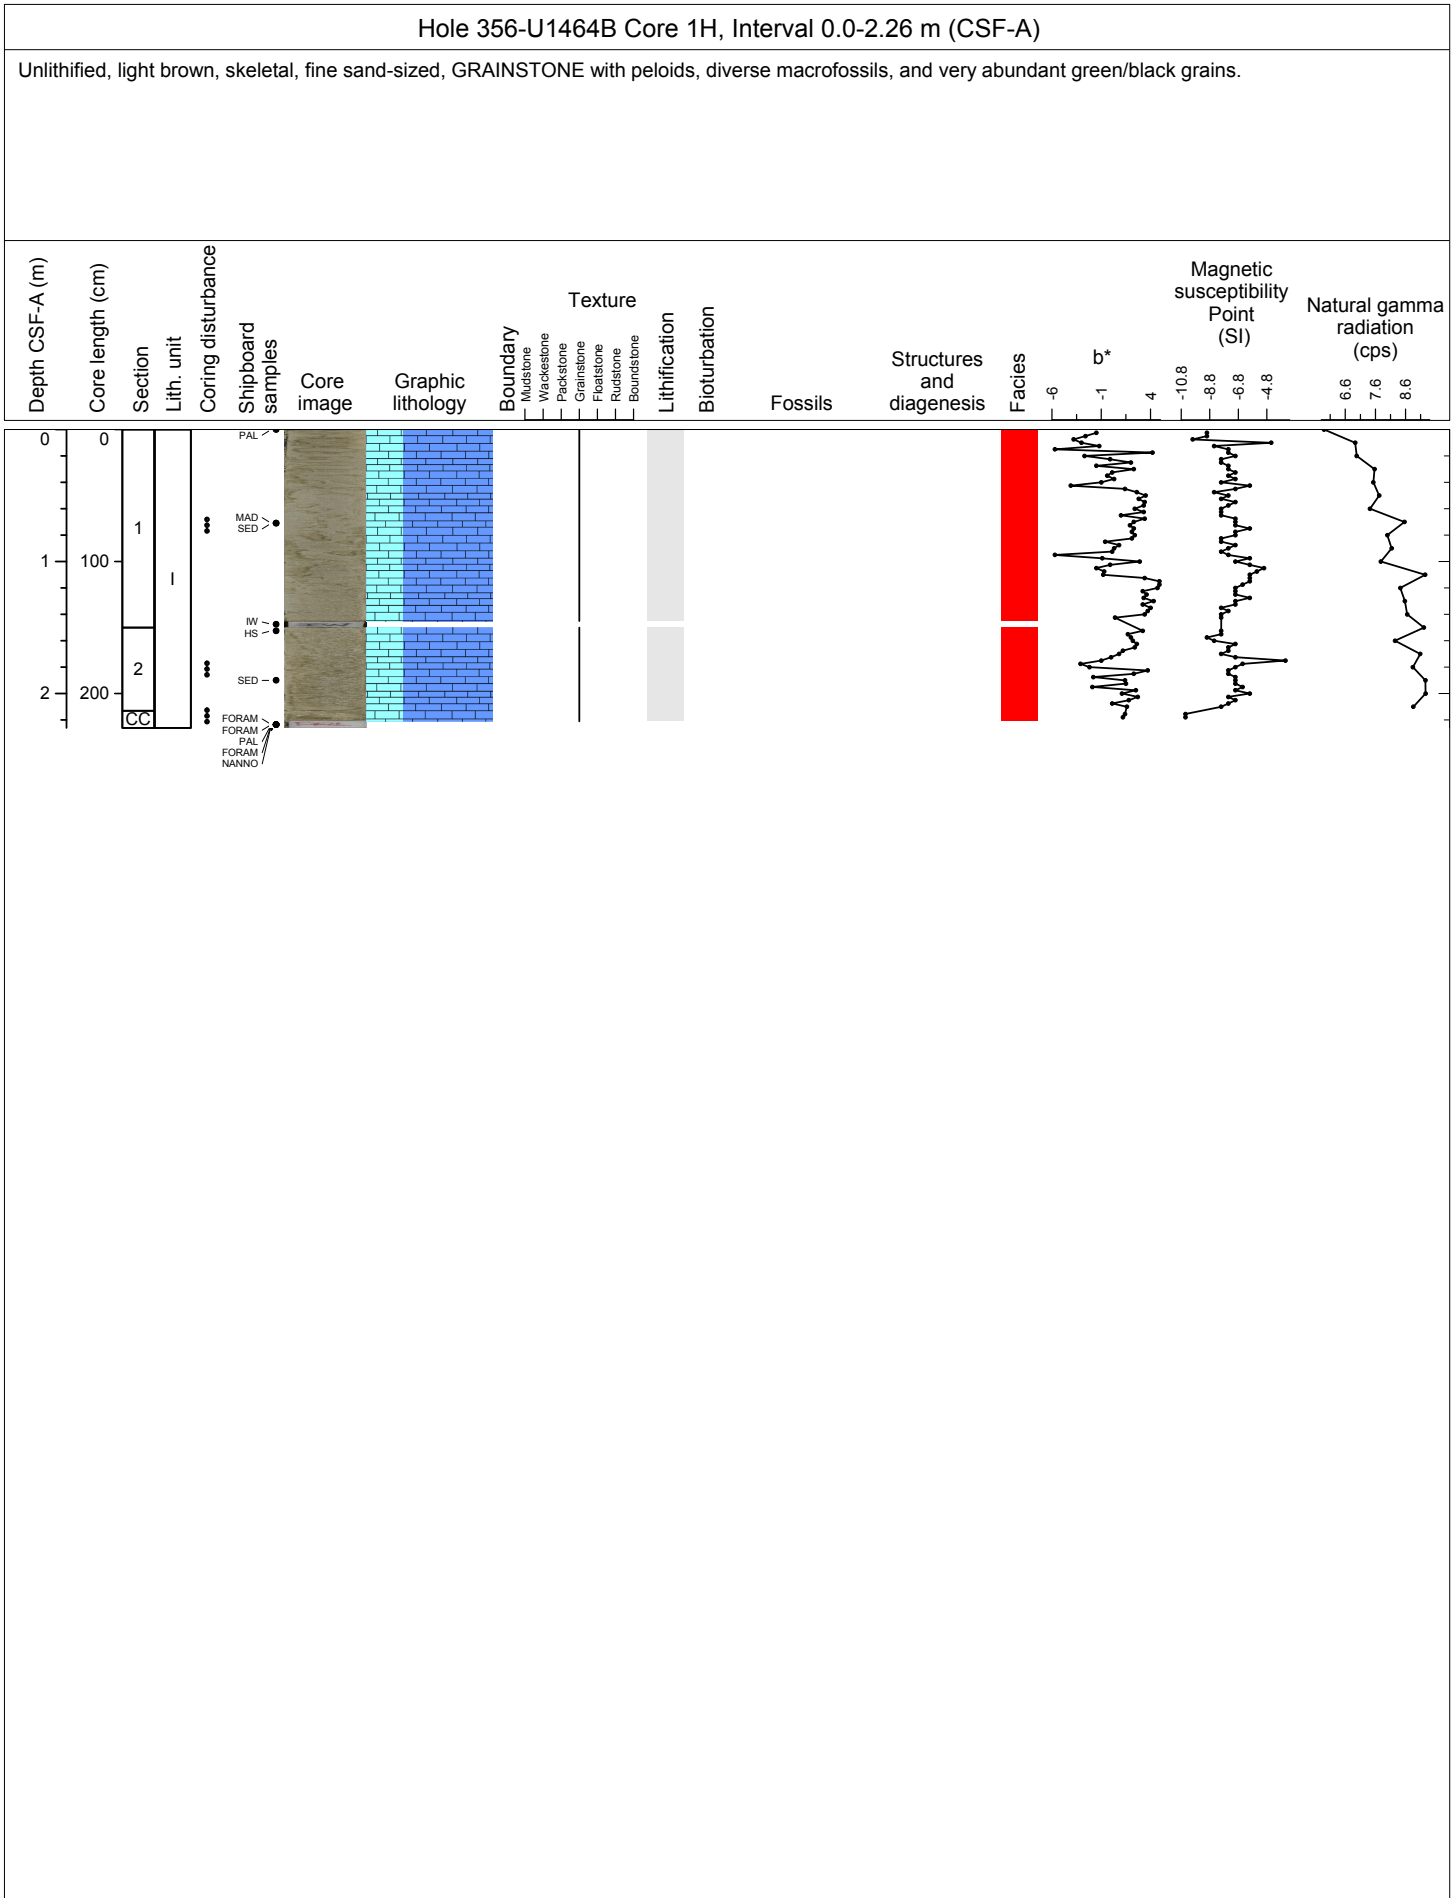 Hole 356-U1464B Core 1H, Interval 0.0-2.26 m (CSF-A)
Unlithified, light brown, skeletal, fine sand-sized, GRAINSTONE with peloids, diverse macrofossils, and very abundant green/black grains.
Depth CSF-A (m)
Core length (cm)
Section
Lith. unit
Coring disturbance
Shipboard
samples
Core
image
Graphic
lithology
Boundary
Texture
Mudstone
Wackestone
Packstone
Grainstone
Floatstone
Rudstone
Boundstone
Lithification
Bioturbation
Fossils
Structures
and
diagenesis
Facies
b*
-6
-1
4
Magnetic
susceptibility
Point
(SI)
-10.8
-8.8
-6.8
-4.8
Natural gamma
radiation
(cps)
6.6
7.6
8.6
0
1
2
0
100
200
1
2
CC
I
PAL
MAD
SED
IW
HS
SED
FORAM
FORAM
PAL
FORAM
NANNO